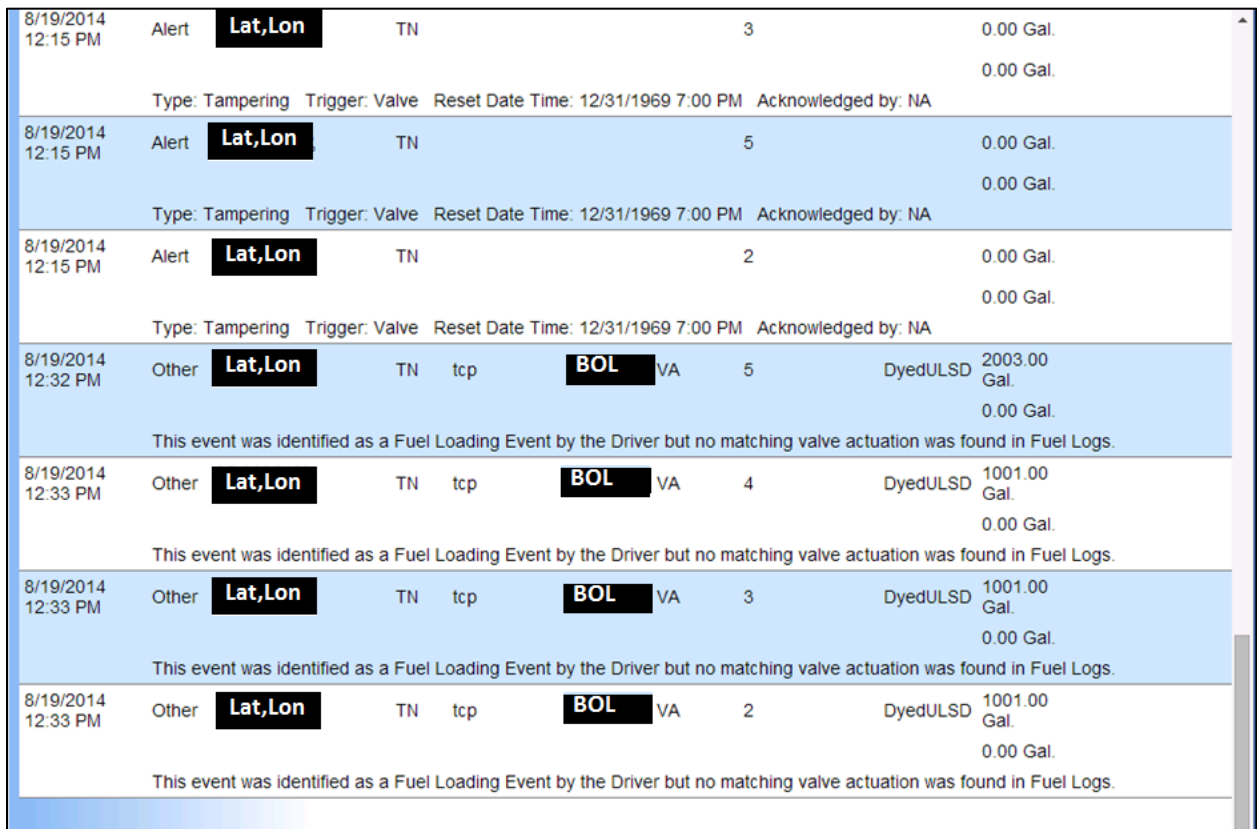 8/19/2014
12:15 PM Alert Lat,Lon TN 3 0.00 Gal.
0.00 Gal.
Type: Tampering Trigger: Valve Reset Date Time: 12/31/1969 7:00 PM Acknowledged by: NA
8/19/2014
12:15 PM Alert Lat,Lon TN 5 0.00 Gal.
0.00 Gal.
Type: Tampering Trigger: Valve Reset Date Time: 12/31/1969 7:00 PM Acknowledged by: NA
8/19/2014
12:15 PM Alert Lat,Lon TN 2 0.00 Gal.
0.00 Gal.
Type: Tampering Trigger: Valve Reset Date Time: 12/31/1969 7:00 PM Acknowledged by: NA
8/19/2014 2003.00
12:32 PM Other Lat,Lon TN tcp BOL VA 5 DyedULSD Gal.
0.00 Gal.
This event was identified as a Fuel Loading Event by the Driver but no matching valve actuation was found in Fuel Logs.
8/19/2014 1001.00
12:33 PM Other Lat,Lon TN tcp BOL VA 4 DyedULSD Gal.
0.00 Gal.
This event was identified as a Fuel Loading Event by the Driver but no matching valve actuation was found in Fuel Logs.
8/19/2014 1001.00
12:33 PM Other Lat,Lon TN tcp BOL VA 3 DyedULSD Gal.
0.00 Gal.
This event was identified as a Fuel Loading Event by the Driver but no matching valve actuation was found in Fuel Logs.
8/19/2014 1001.00
12:33 PM Other Lat,Lon TN tcp BOL VA 2 DyedULSD Gal.
0.00 Gal.
This event was identified as a Fuel Loading Event by the Driver but no matching valve actuation was found in Fuel Logs.